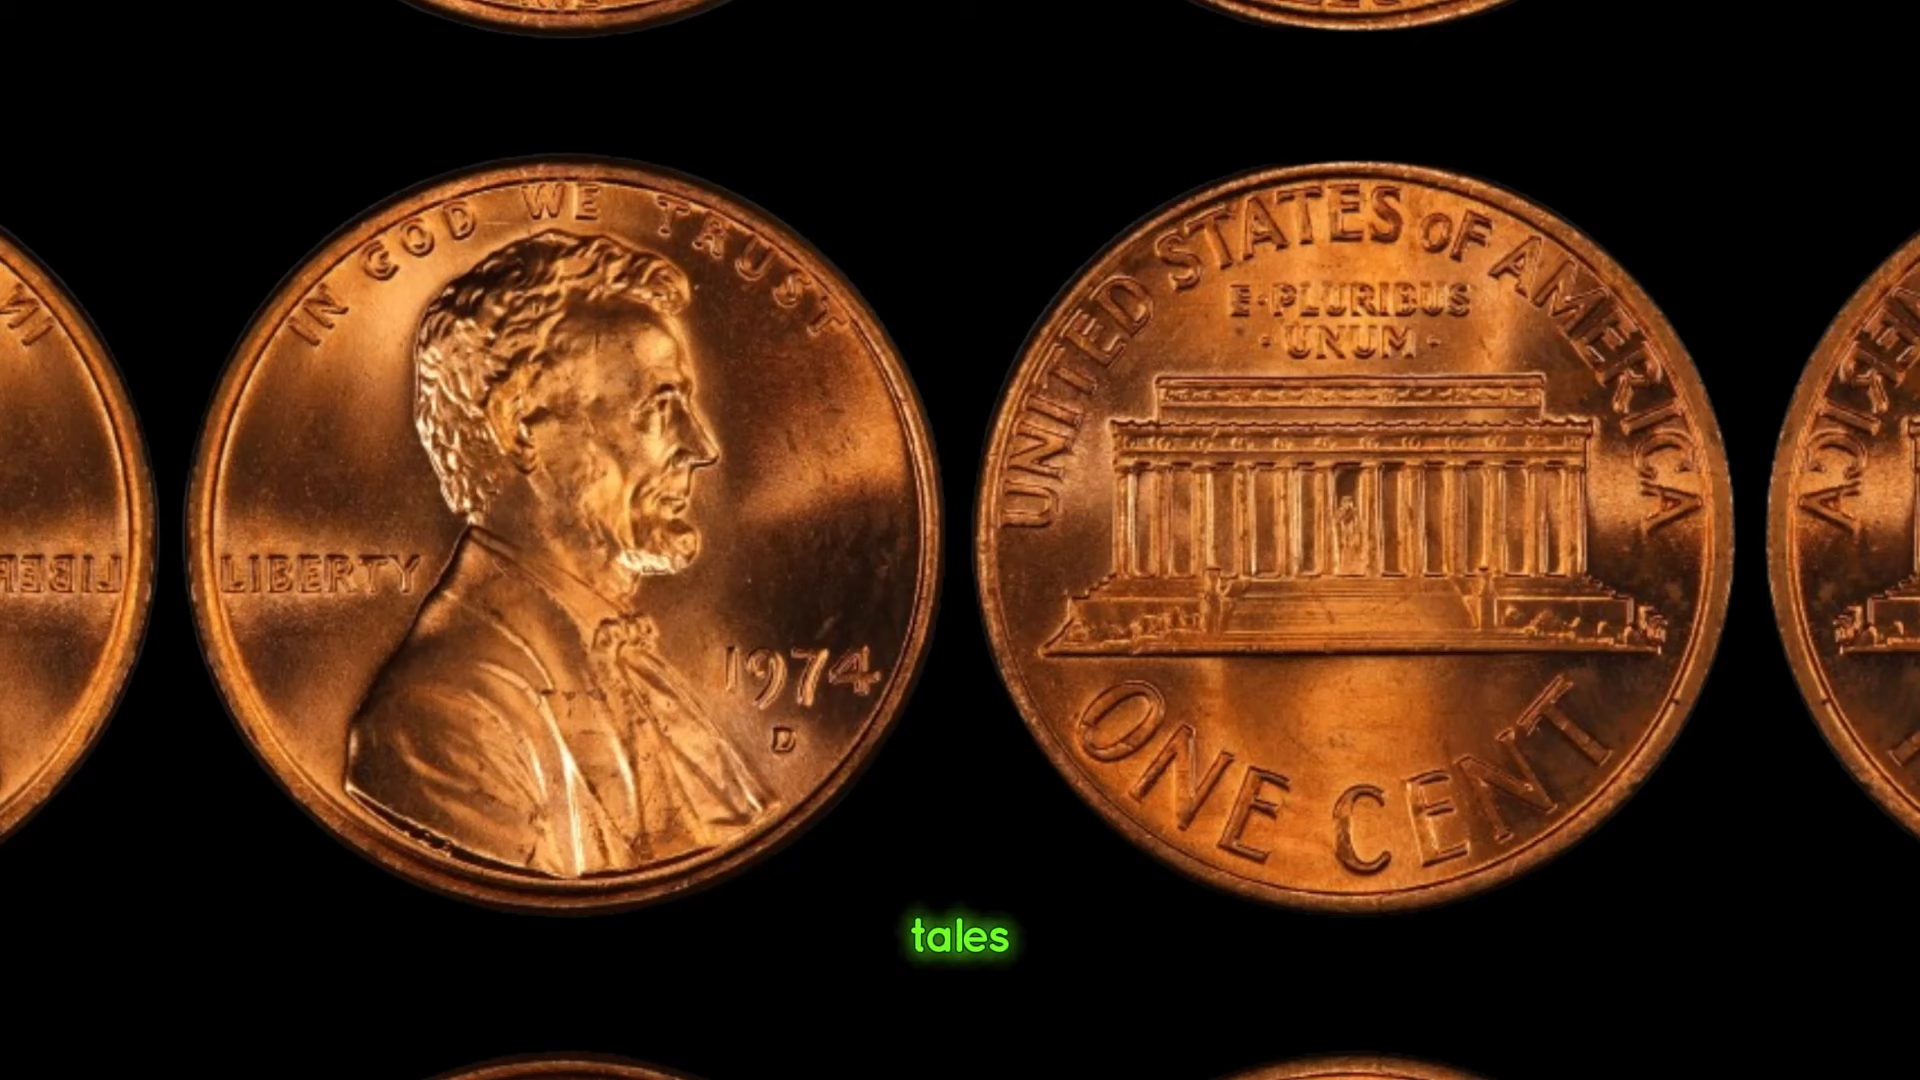 IN GOD WE TRUST
LIBERTY
1974
D
UNITED STATES OF AMERICA
E·PLURIBUS
·UNUM·
ONE CENT
tales